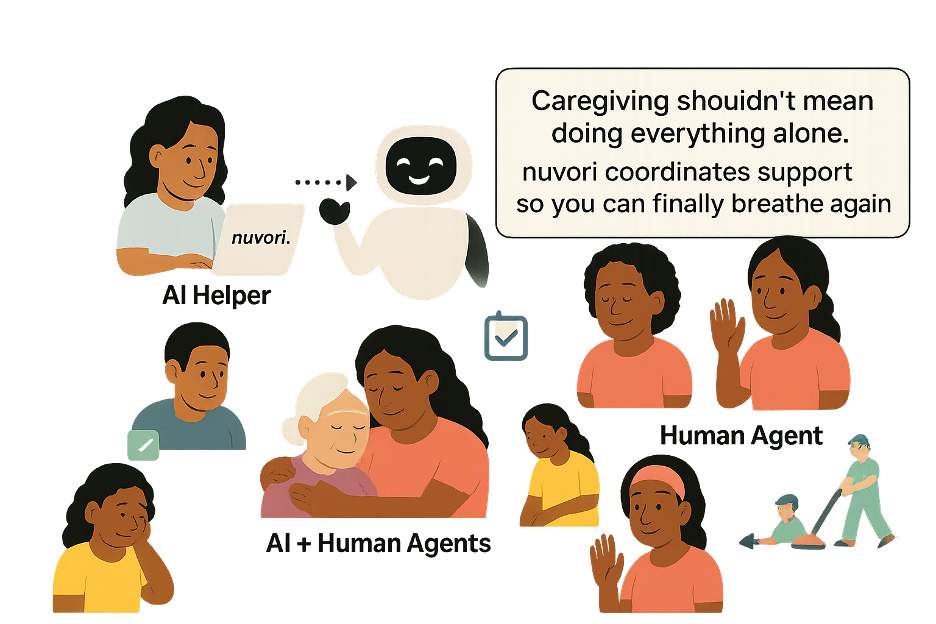 Caregiving shouidn't mean
doing everything alone.
nuvori coordinates support
so you can finally breathe again
nuvori.
AI Helper
Human Agent
AI + Human Agents